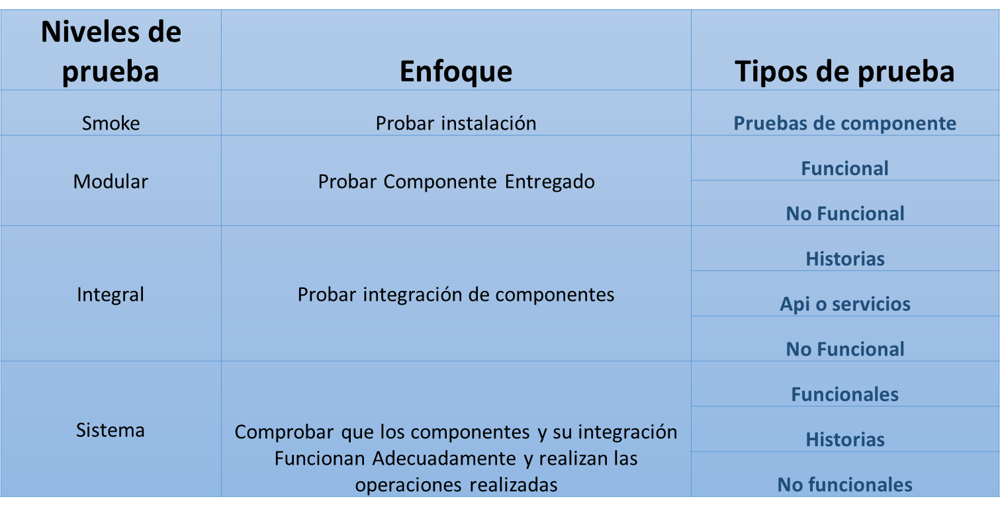 Niveles de
prueba
Enfoque
Tipos de prueba
Smoke
Probar instalación
Pruebas de componente
Modular
Probar Componente Entregado
Funcional
No Funcional
Integral
Probar integración de componentes
Historias
Api o servicios
No Funcional
Sistema
Comprobar que los componentes y su integración
Funcionan Adecuadamente y realizan las
operaciones realizadas
Funcionales
Historias
No funcionales